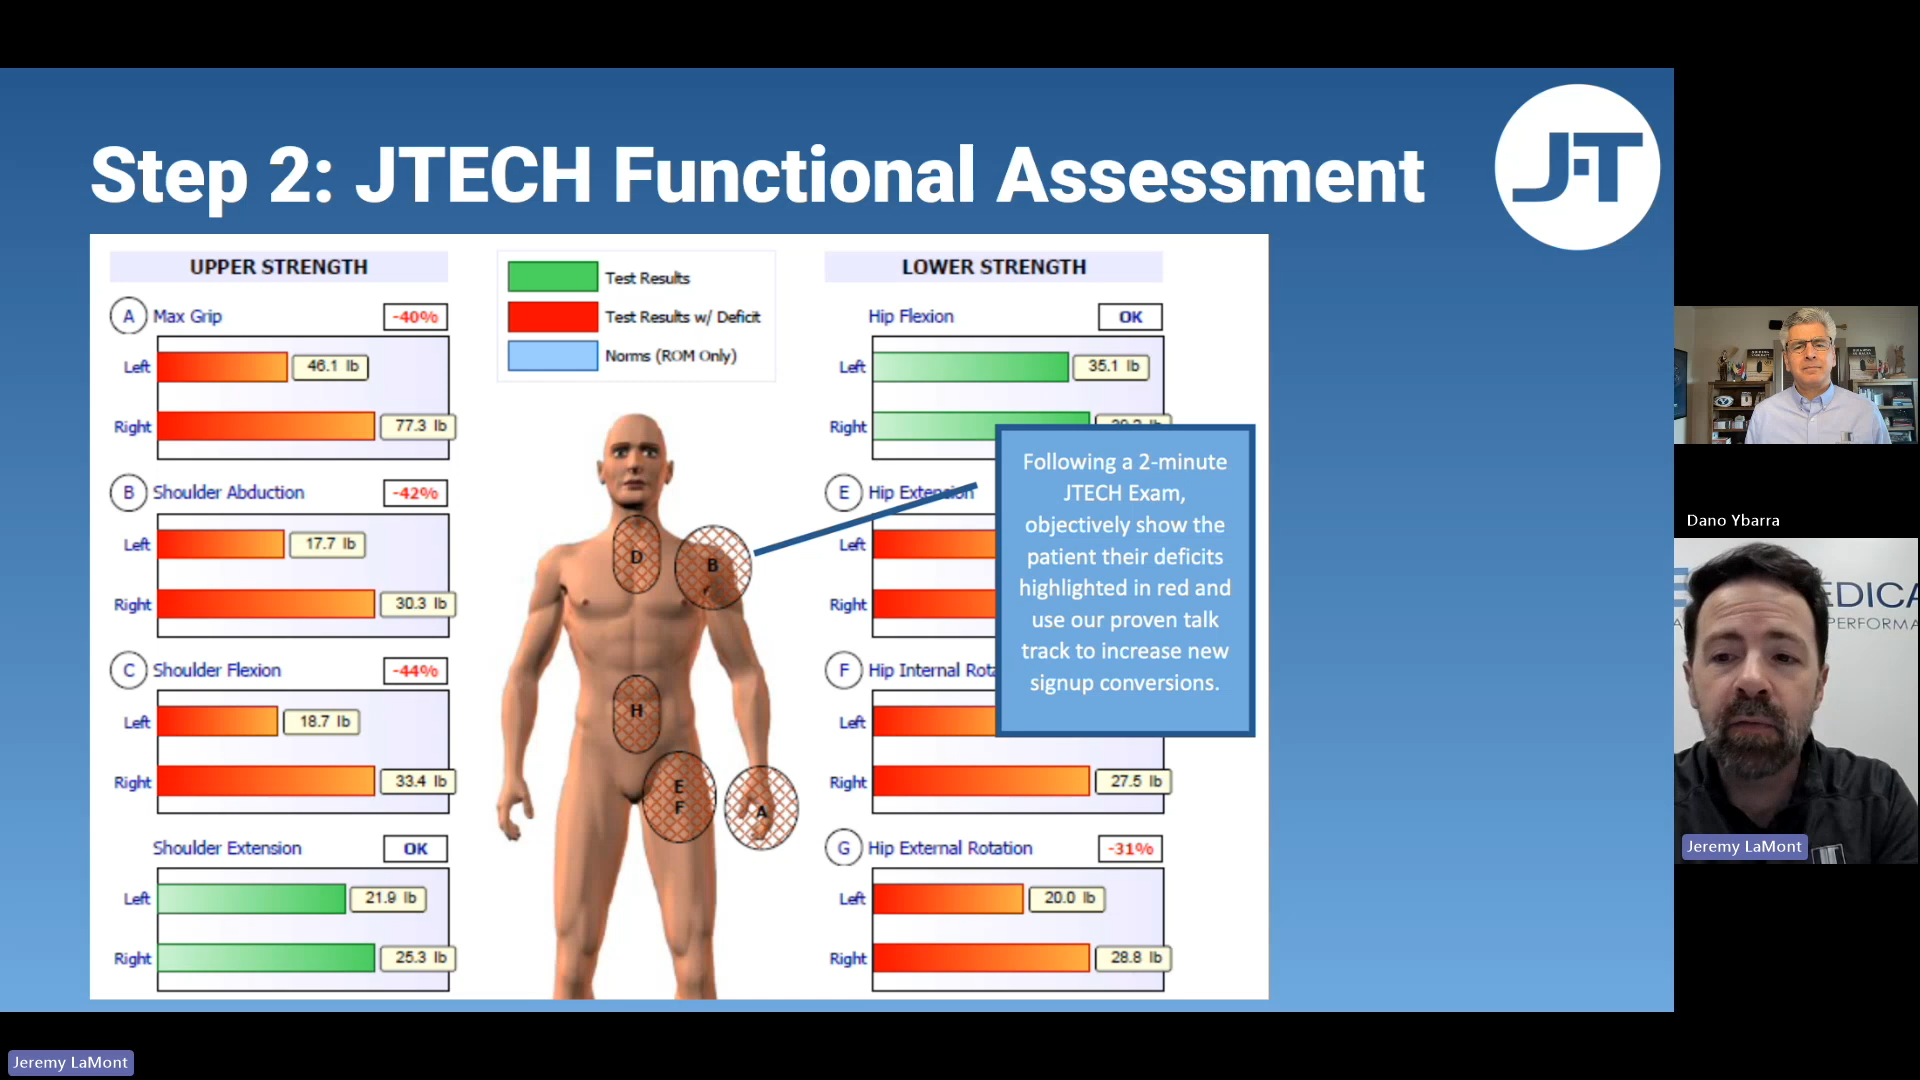 Step 2: JTECH Functional Assessment
JT
UPPER STRENGTH
A Max Grip -40%
Left 46.1 lb
Right 77.3 lb
B Shoulder Abduction -42%
Left 17.7 lb
Right 30.3 lb
C Shoulder Flexion -44%
Left 18.7 lb
Right 33.4 lb
Shoulder Extension OK
Left 21.9 lb
Right 25.3 lb
Test Results
Test Results w/ Deficit
Norms (ROM Only)
D
B
H
E
F
A
LOWER STRENGTH
Hip Flexion OK
Left 35.1 lb
Right
E Hip Extension
Left
Right
F Hip Internal
Left
Right 27.5 lb
G Hip External Rotation -31%
Left 20.0 lb
Right 28.8 lb
Following a 2-minute
JTECH Exam,
objectively show the
patient their deficits
highlighted in red and
use our proven talk
track to increase new
signup conversions.
Dano Ybarra
EDICA
PERFORMA
Jeremy LaMont
Jeremy LaMont